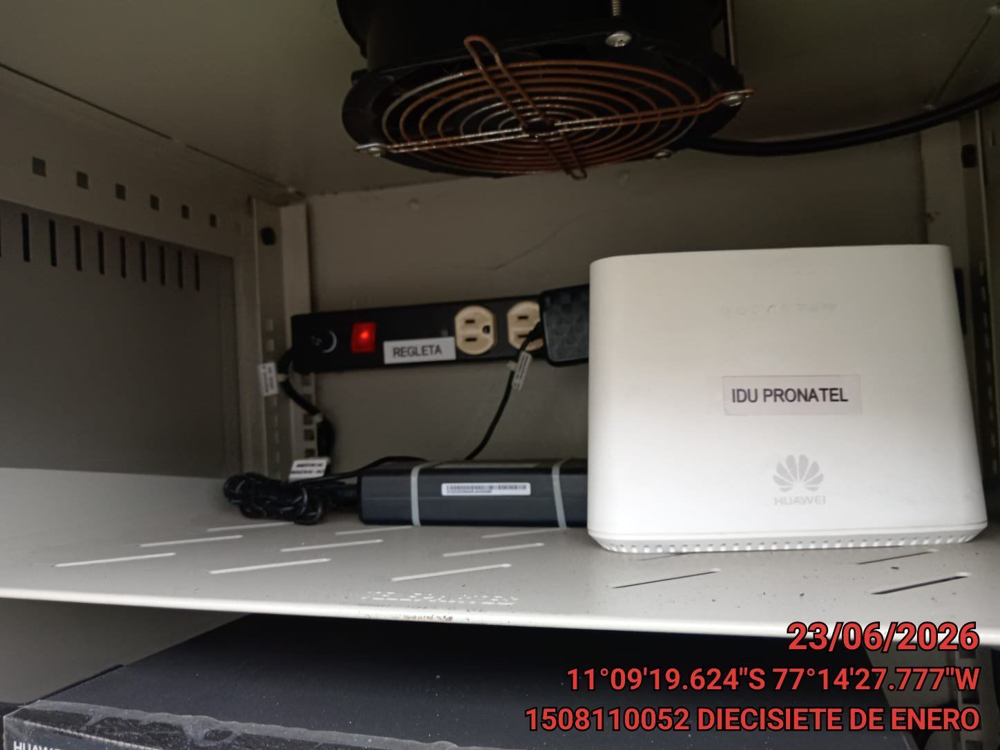 REGLETA
IDU PRONATEL
HUAWEI
23/06/2026
11°09'19.624"S 77°14'27.777"W
1508110052 DIECISIETE DE ENERO